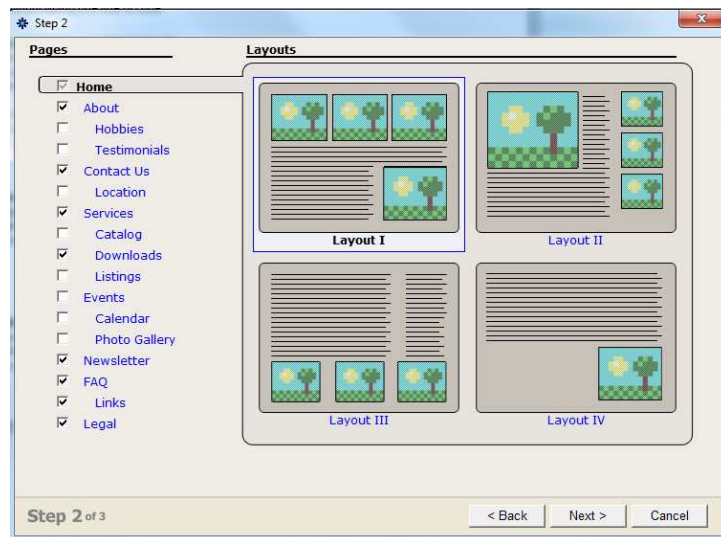 Step 2
Pages
Layouts
Home
About
Hobbies
Testimonials
Contact Us
Location
Services
Catalog
Downloads
Listings
Events
Calendar
Photo Gallery
Newsletter
FAQ
Links
Legal
Layout I
Layout II
Layout III
Layout IV
Step 2 of 3
< Back
Next >
Cancel